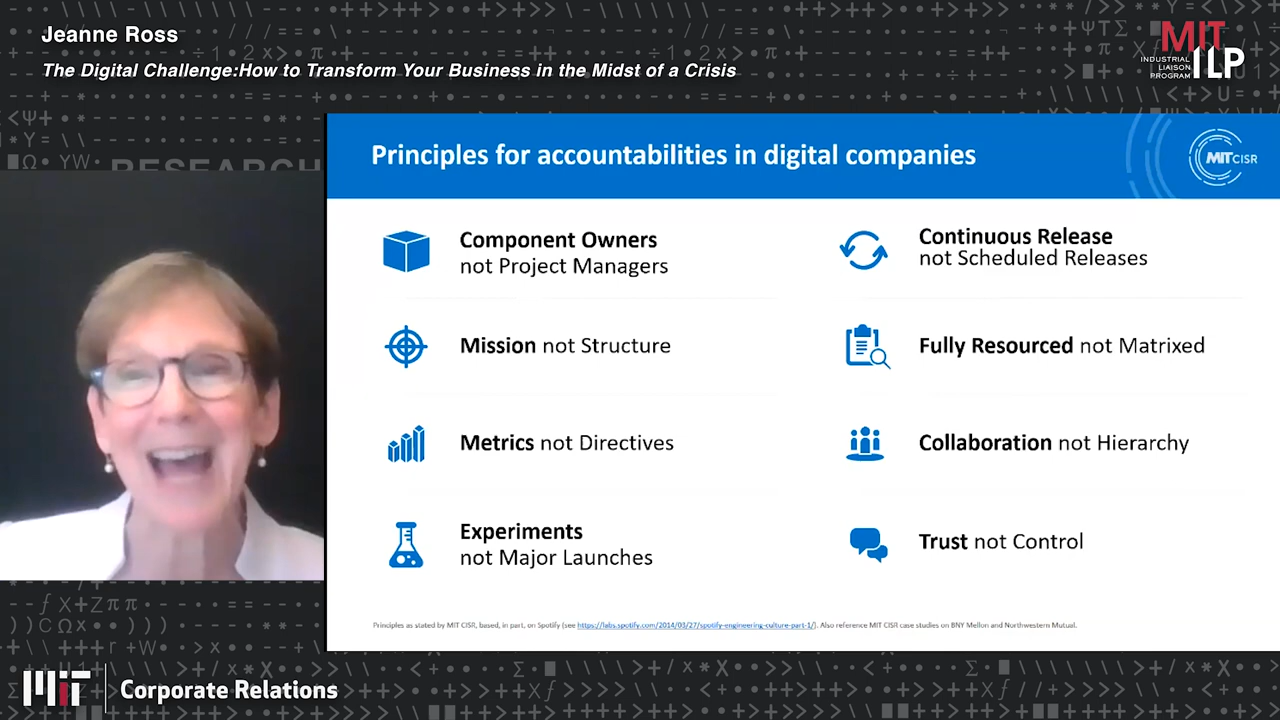 Jeanne Ross
The Digital Challenge:How to Transform Your Business in the Midst of a Crisis
MIT
INDUSTRIAL
LIAISON
PROGRAM
ILP
RESEARCH
Principles for accountabilities in digital companies
MIT CISR
Component Owners
not Project Managers
Continuous Release
not Scheduled Releases
Mission not Structure
Fully Resourced not Matrixed
Metrics not Directives
Collaboration not Hierarchy
Experiments
not Major Launches
Trust not Control
Principles as stated by MIT CISR, based, in part, on Spotify (see https://labs.spotify.com/2014/03/27/spotify-engineering-culture-part-1/). Also reference MIT CISR case studies on BNY Mellon and Northwestern Mutual.
MIT
Corporate Relations